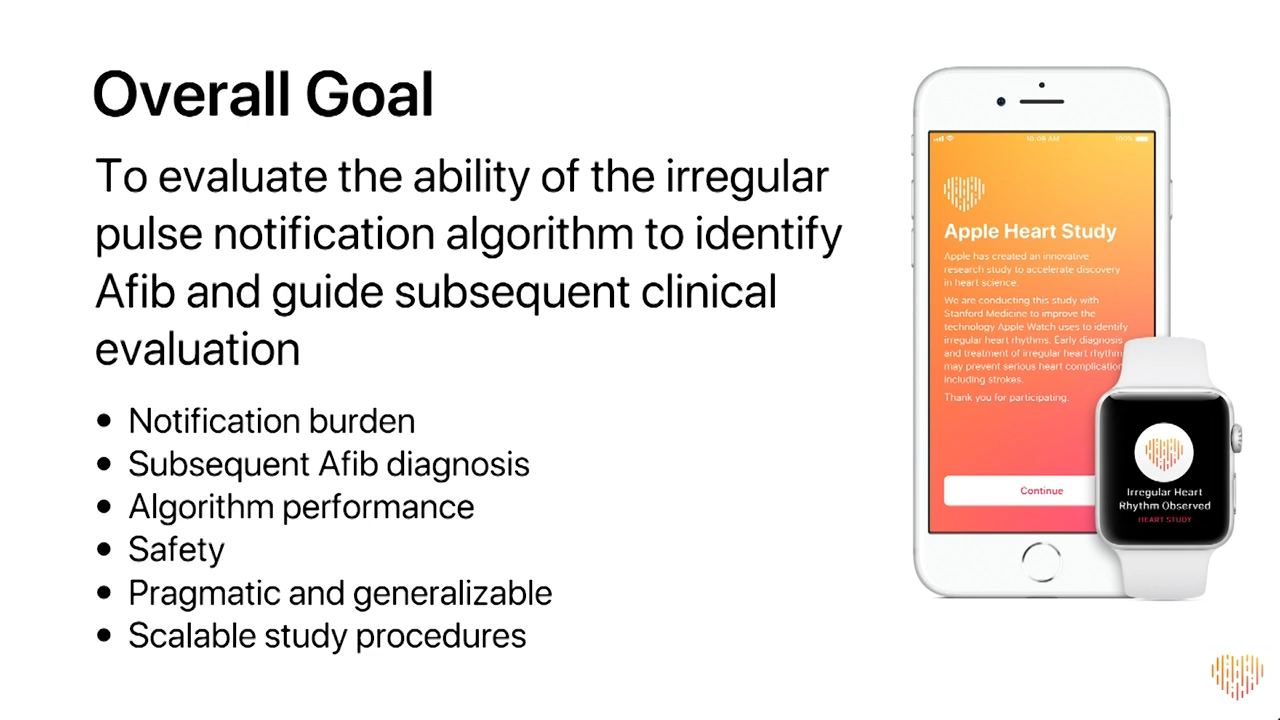 Overall Goal
To evaluate the ability of the irregular
pulse notification algorithm to identify
Afib and guide subsequent clinical
evaluation
• Notification burden
• Subsequent Afib diagnosis
• Algorithm performance
• Safety
• Pragmatic and generalizable
• Scalable study procedures
10:06 AM
100%
Apple Heart Study
Apple has created an innovative
research study to accelerate discovery
in heart science.
We are conducting this study with
Stanford Medicine to improve the
technology Apple Watch uses to identify
irregular heart rhythms. Early diagnosis
and treatment of irregular heart rhythm
may prevent serious heart complication
including strokes.
Thank you for participating.
Continue
Irregular Heart
Rhythm Observed
HEART STUDY